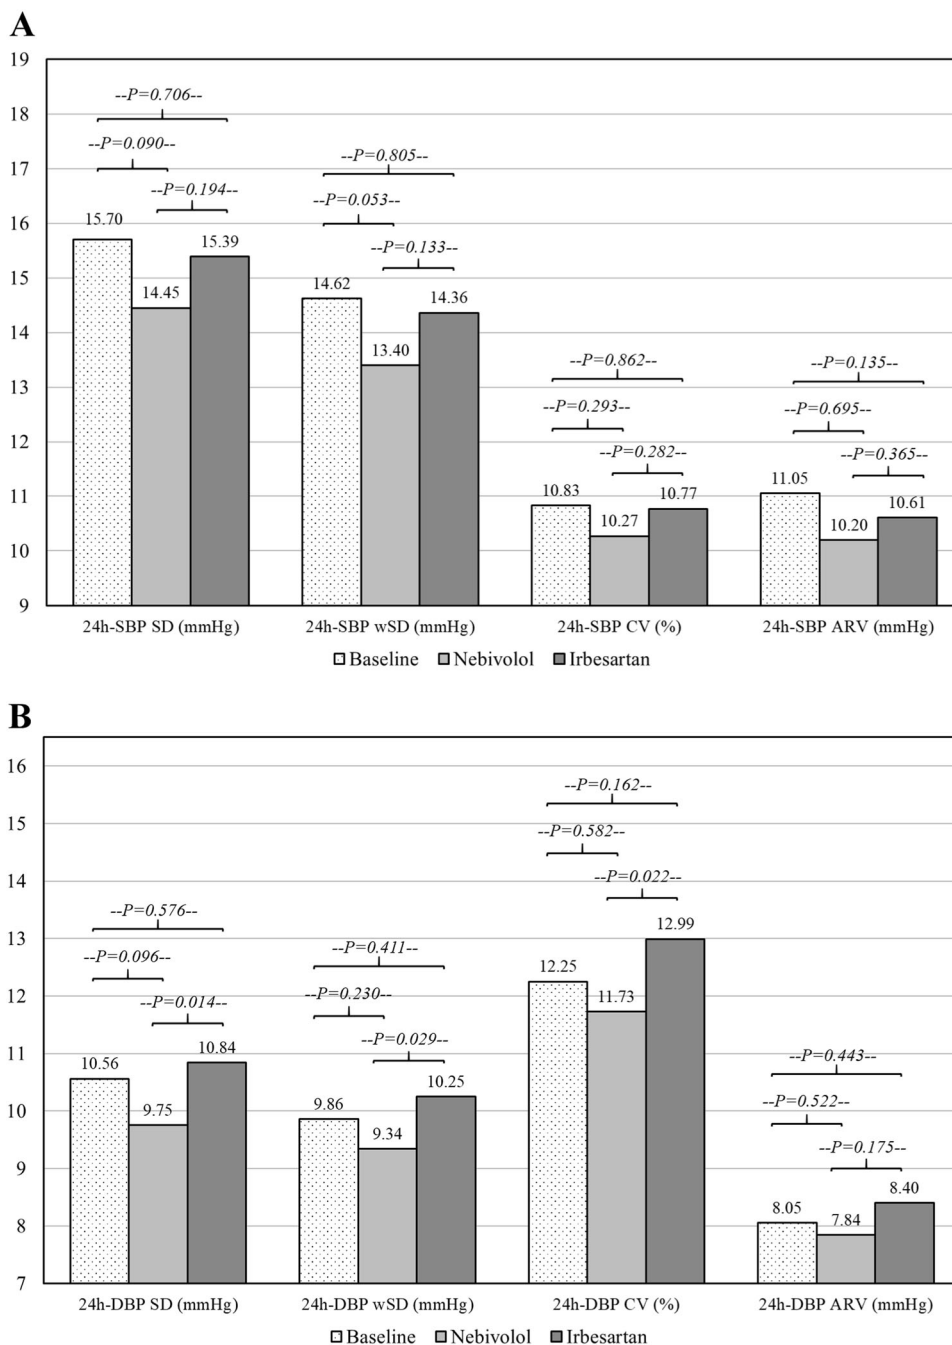 A
19
18
17
16
15
14
13
12
11
10
9
--P=0.706--
--P=0.090--
--P=0.194--
15.70
14.45
15.39
--P=0.805--
--P=0.053--
--P=0.133--
14.62
13.40
14.36
--P=0.862--
--P=0.293--
--P=0.282--
10.83
10.27
10.77
--P=0.135--
--P=0.695--
--P=0.365--
11.05
10.20
10.61
24h-SBP SD (mmHg)
24h-SBP wSD (mmHg)
24h-SBP CV (%)
24h-SBP ARV (mmHg)
Baseline Nebivolol Irbesartan
B
16
15
14
13
12
11
10
9
8
7
--P=0.576--
--P=0.096--
--P=0.014--
10.56
9.75
10.84
--P=0.411--
--P=0.230--
--P=0.029--
9.86
9.34
10.25
--P=0.162--
--P=0.582--
--P=0.022--
12.25
11.73
12.99
--P=0.443--
--P=0.522--
--P=0.175--
8.05
7.84
8.40
24h-DBP SD (mmHg)
24h-DBP wSD (mmHg)
24h-DBP CV (%)
24h-DBP ARV (mmHg)
Baseline Nebivolol Irbesartan